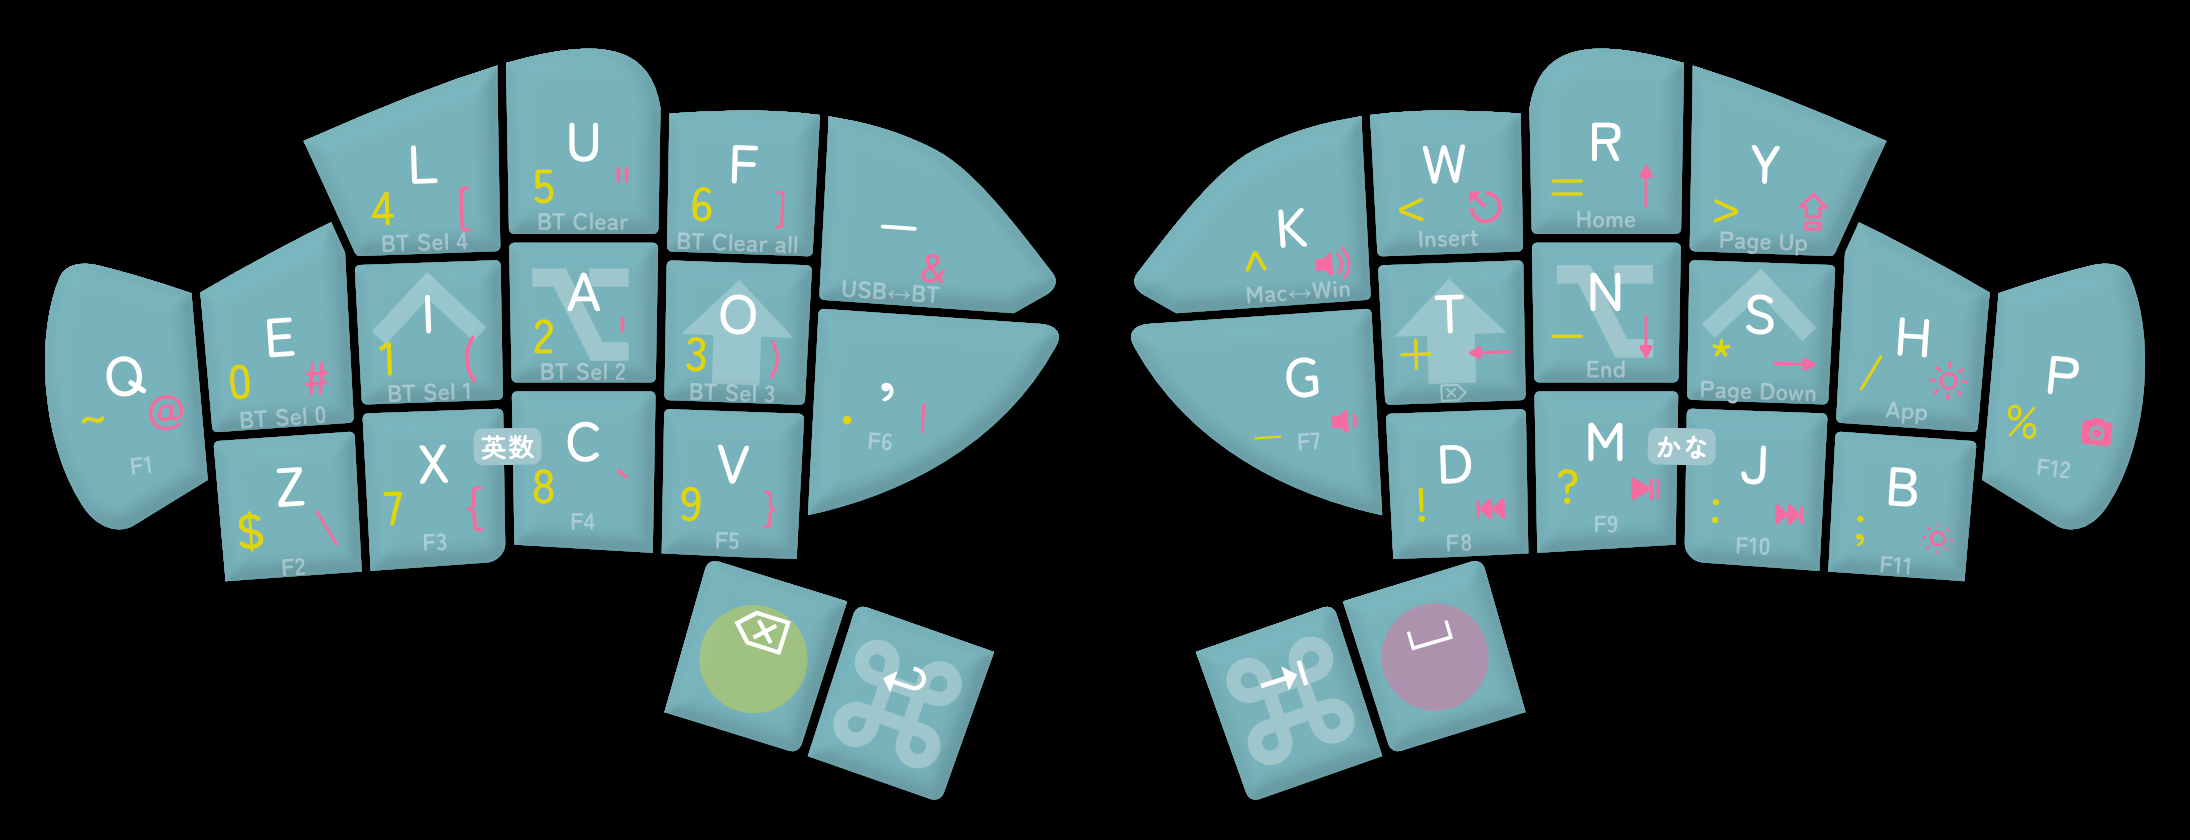 L
4 [
BT Sel 4
U
5 "
BT Clear
F
6 ]
BT Clear all
—
&
USB↔BT
K
^
Mac↔Win
W
<
Insert
R
= ↑
Home
Y
>
Page Up
Q
~ @
F1
E
0 #
BT Sel 0
I
1 (
BT Sel 1
A
2 '
BT Sel 2
O
3 )
BT Sel 3
,
. |
F6
G
_
F7
T
+ ←
N
− ↓
End
S
* →
Page Down
H
/
App
P
%
F12
Z
$ \
F2
X
7 {
F3
英数
C
8 `
F4
V
9 }
F5
D
!
F8
M
?
F9
かな
J
:
F10
B
;
F11